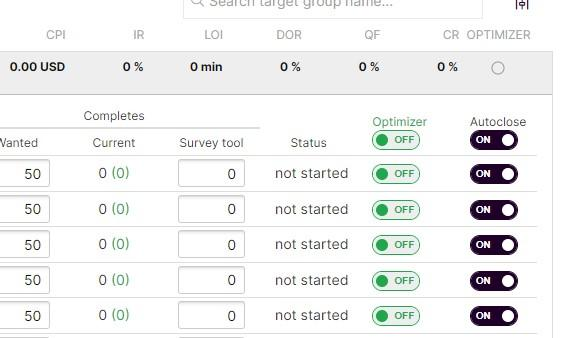 Search target group name...
CPI IR LOI DOR QF CR OPTIMIZER
0.00 USD 0 % 0 min 0 % 0 % 0 %
Completes
Optimizer Autoclose
Wanted Current Survey tool Status OFF ON
50 0 (0) 0 not started OFF ON
50 0 (0) 0 not started OFF ON
50 0 (0) 0 not started OFF ON
50 0 (0) 0 not started OFF ON
50 0 (0) 0 not started OFF ON